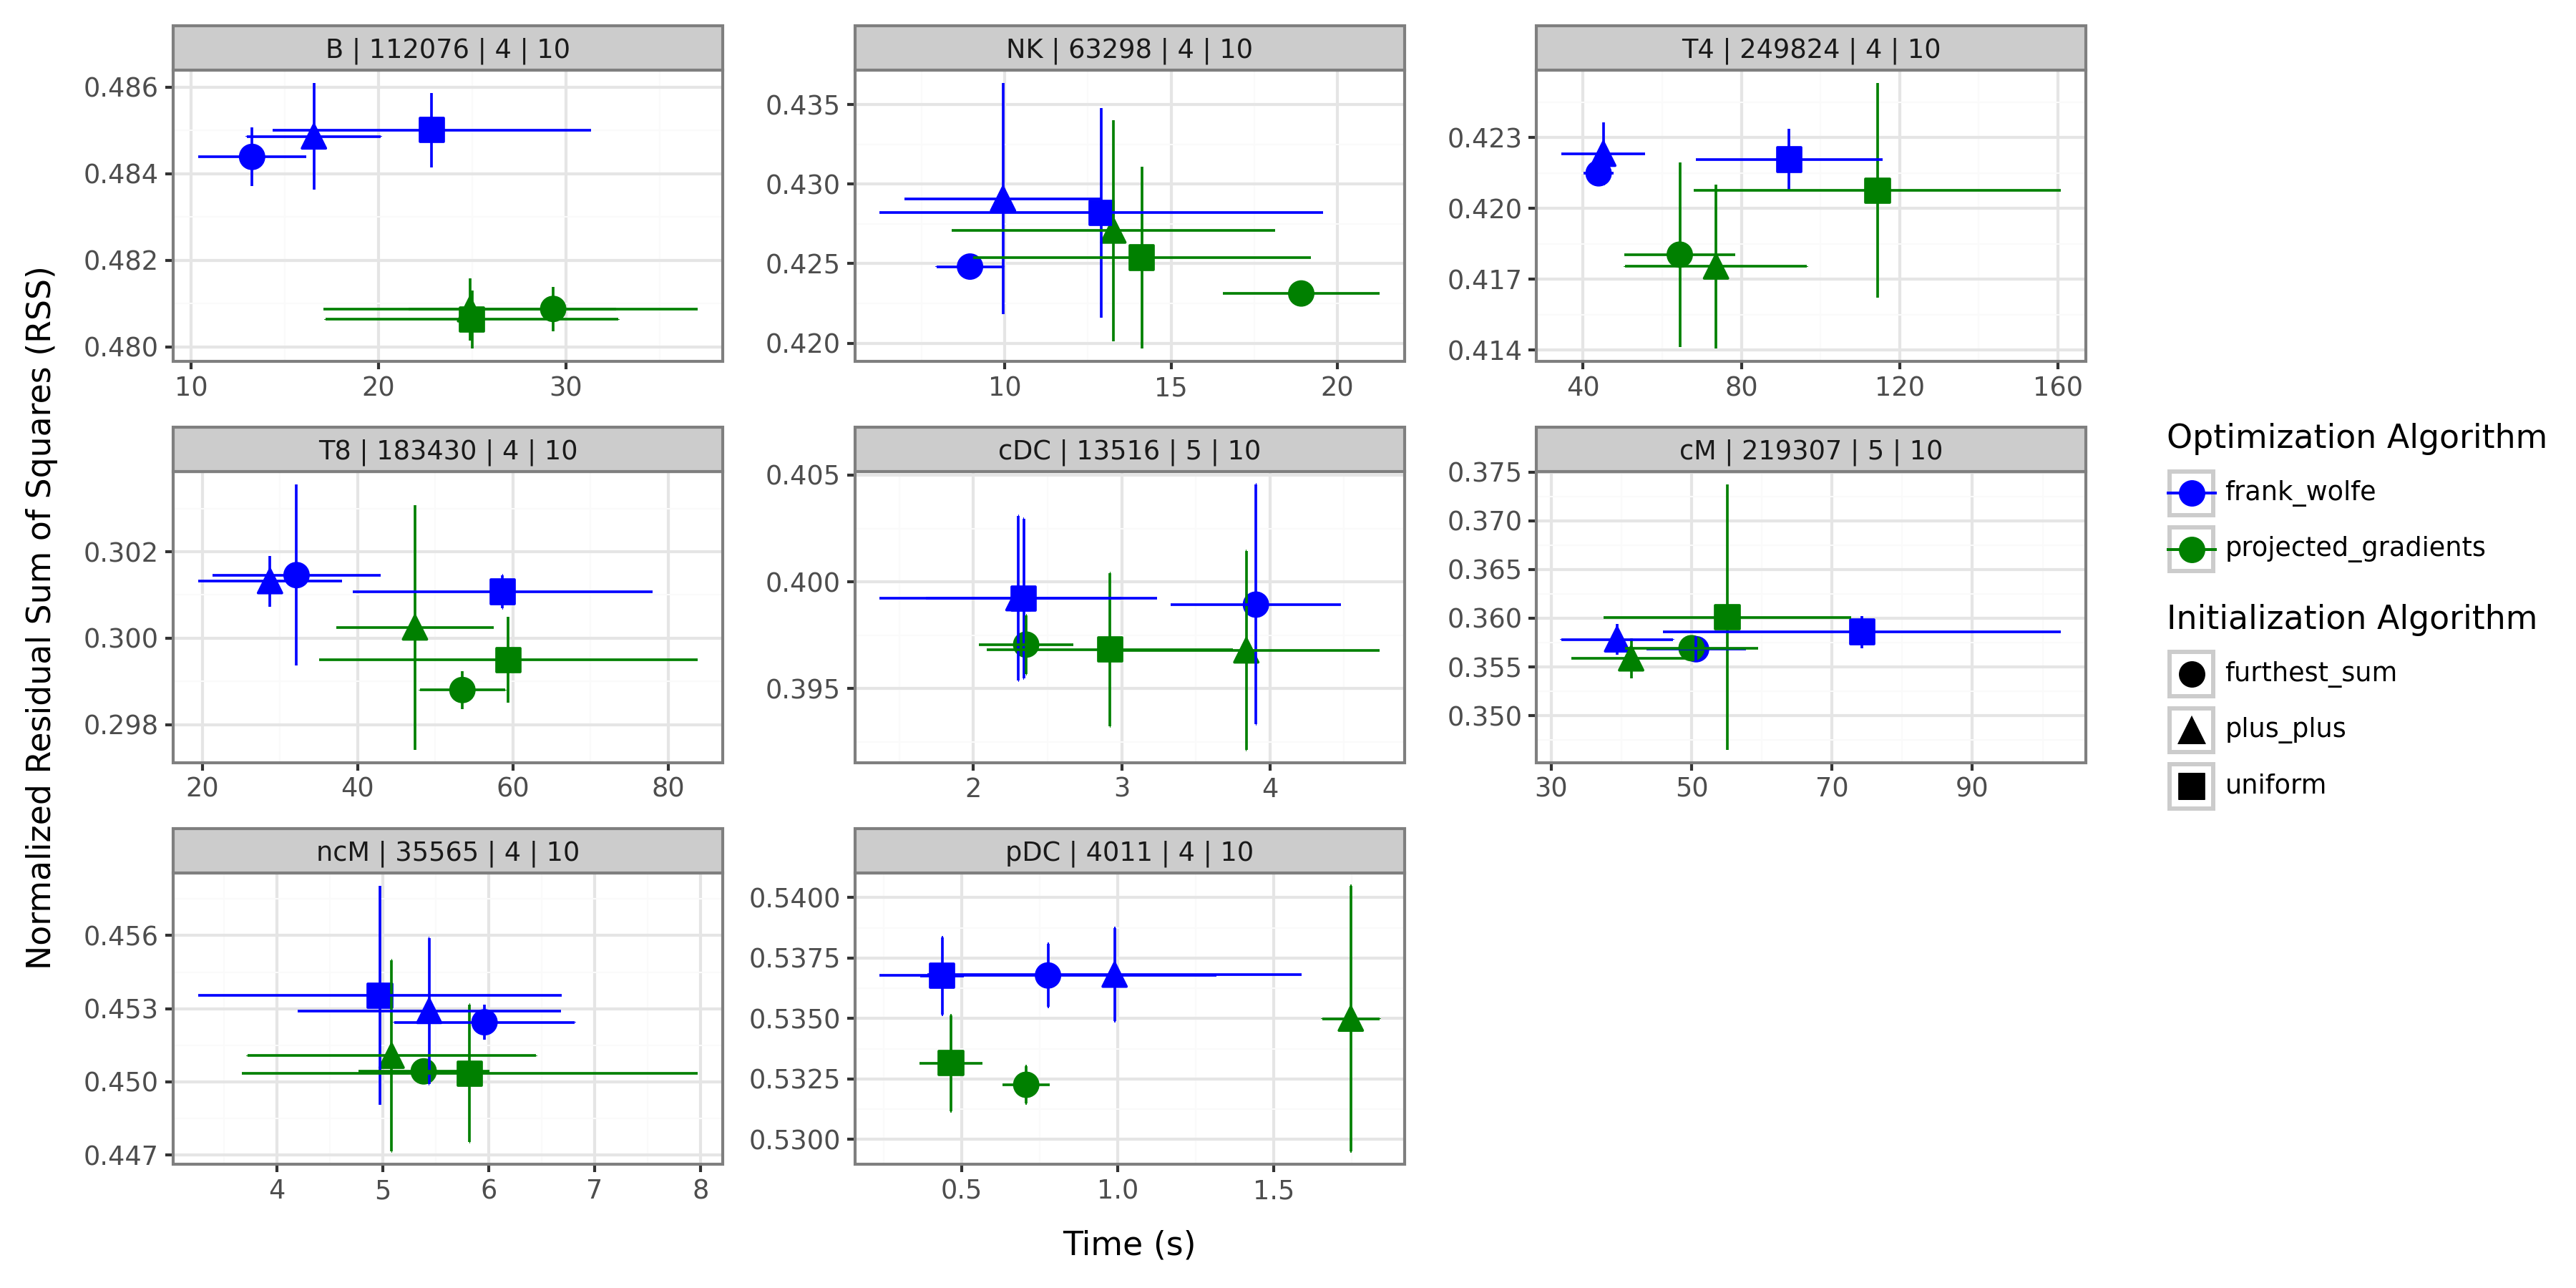 Normalized Residual Sum of Squares (RSS)
B | 112076 | 4 | 10
0.486
0.484
0.482
0.480
10 20 30
NK | 63298 | 4 | 10
0.435
0.430
0.425
0.420
10 15 20
T4 | 249824 | 4 | 10
0.423
0.420
0.417
0.414
40 80 120 160
T8 | 183430 | 4 | 10
0.302
0.300
0.298
20 40 60 80
cDC | 13516 | 5 | 10
0.405
0.400
0.395
2 3 4
cM | 219307 | 5 | 10
0.375
0.370
0.365
0.360
0.355
0.350
30 50 70 90
ncM | 35565 | 4 | 10
0.456
0.453
0.450
0.447
4 5 6 7 8
pDC | 4011 | 4 | 10
0.5400
0.5375
0.5350
0.5325
0.5300
0.5 1.0 1.5
Time (s)
Optimization Algorithm
frank_wolfe
projected_gradients
Initialization Algorithm
furthest_sum
plus_plus
uniform